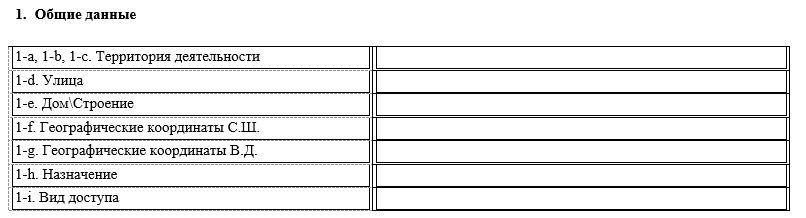 1. Общие данные
1-a, 1-b, 1-c. Территория деятельности
1-d. Улица
1-e. Дом\Строение
1-f. Географические координаты С.Ш.
1-g. Географические координаты В.Д.
1-h. Назначение
1-i. Вид доступа